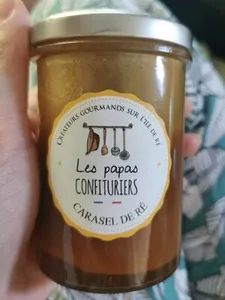 CRÉATEURS GOURMANDS SUR L'ÎLE DE RÉ
Les papas
CONFITURIERS
CARASEL DE RÉ